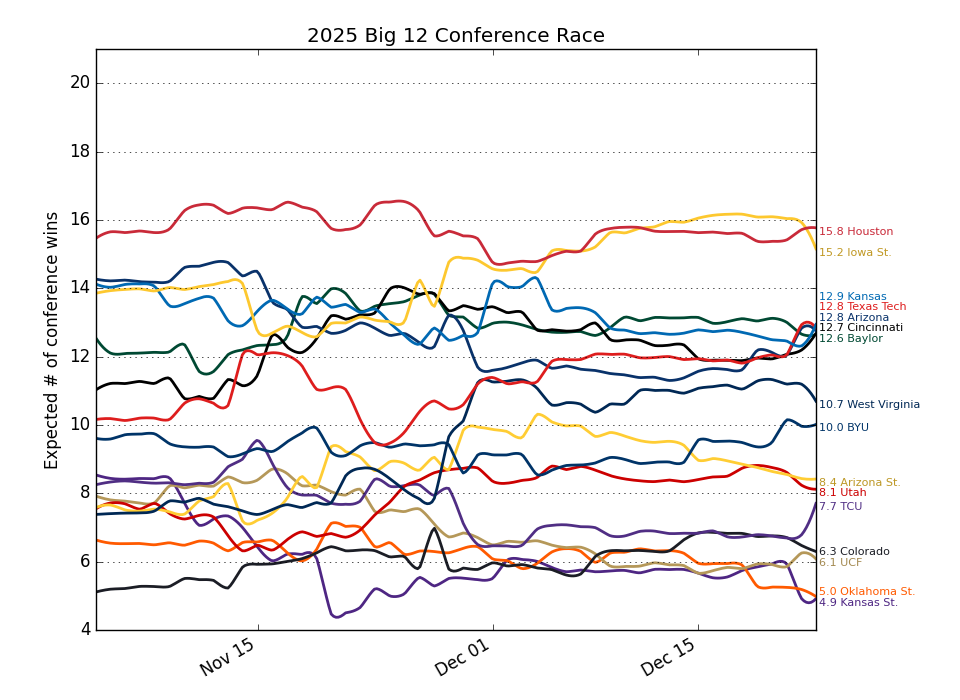 2025 Big 12 Conference Race
Expected # of conference wins
20
18
16
14
12
10
8
6
4
Nov 15
Dec 01
Dec 15
15.8 Houston
15.2 Iowa St.
12.9 Kansas
12.8 Texas Tech
12.8 Arizona
12.7 Cincinnati
12.6 Baylor
10.7 West Virginia
10.0 BYU
8.4 Arizona St.
8.1 Utah
7.7 TCU
6.3 Colorado
6.1 UCF
5.0 Oklahoma St.
4.9 Kansas St.